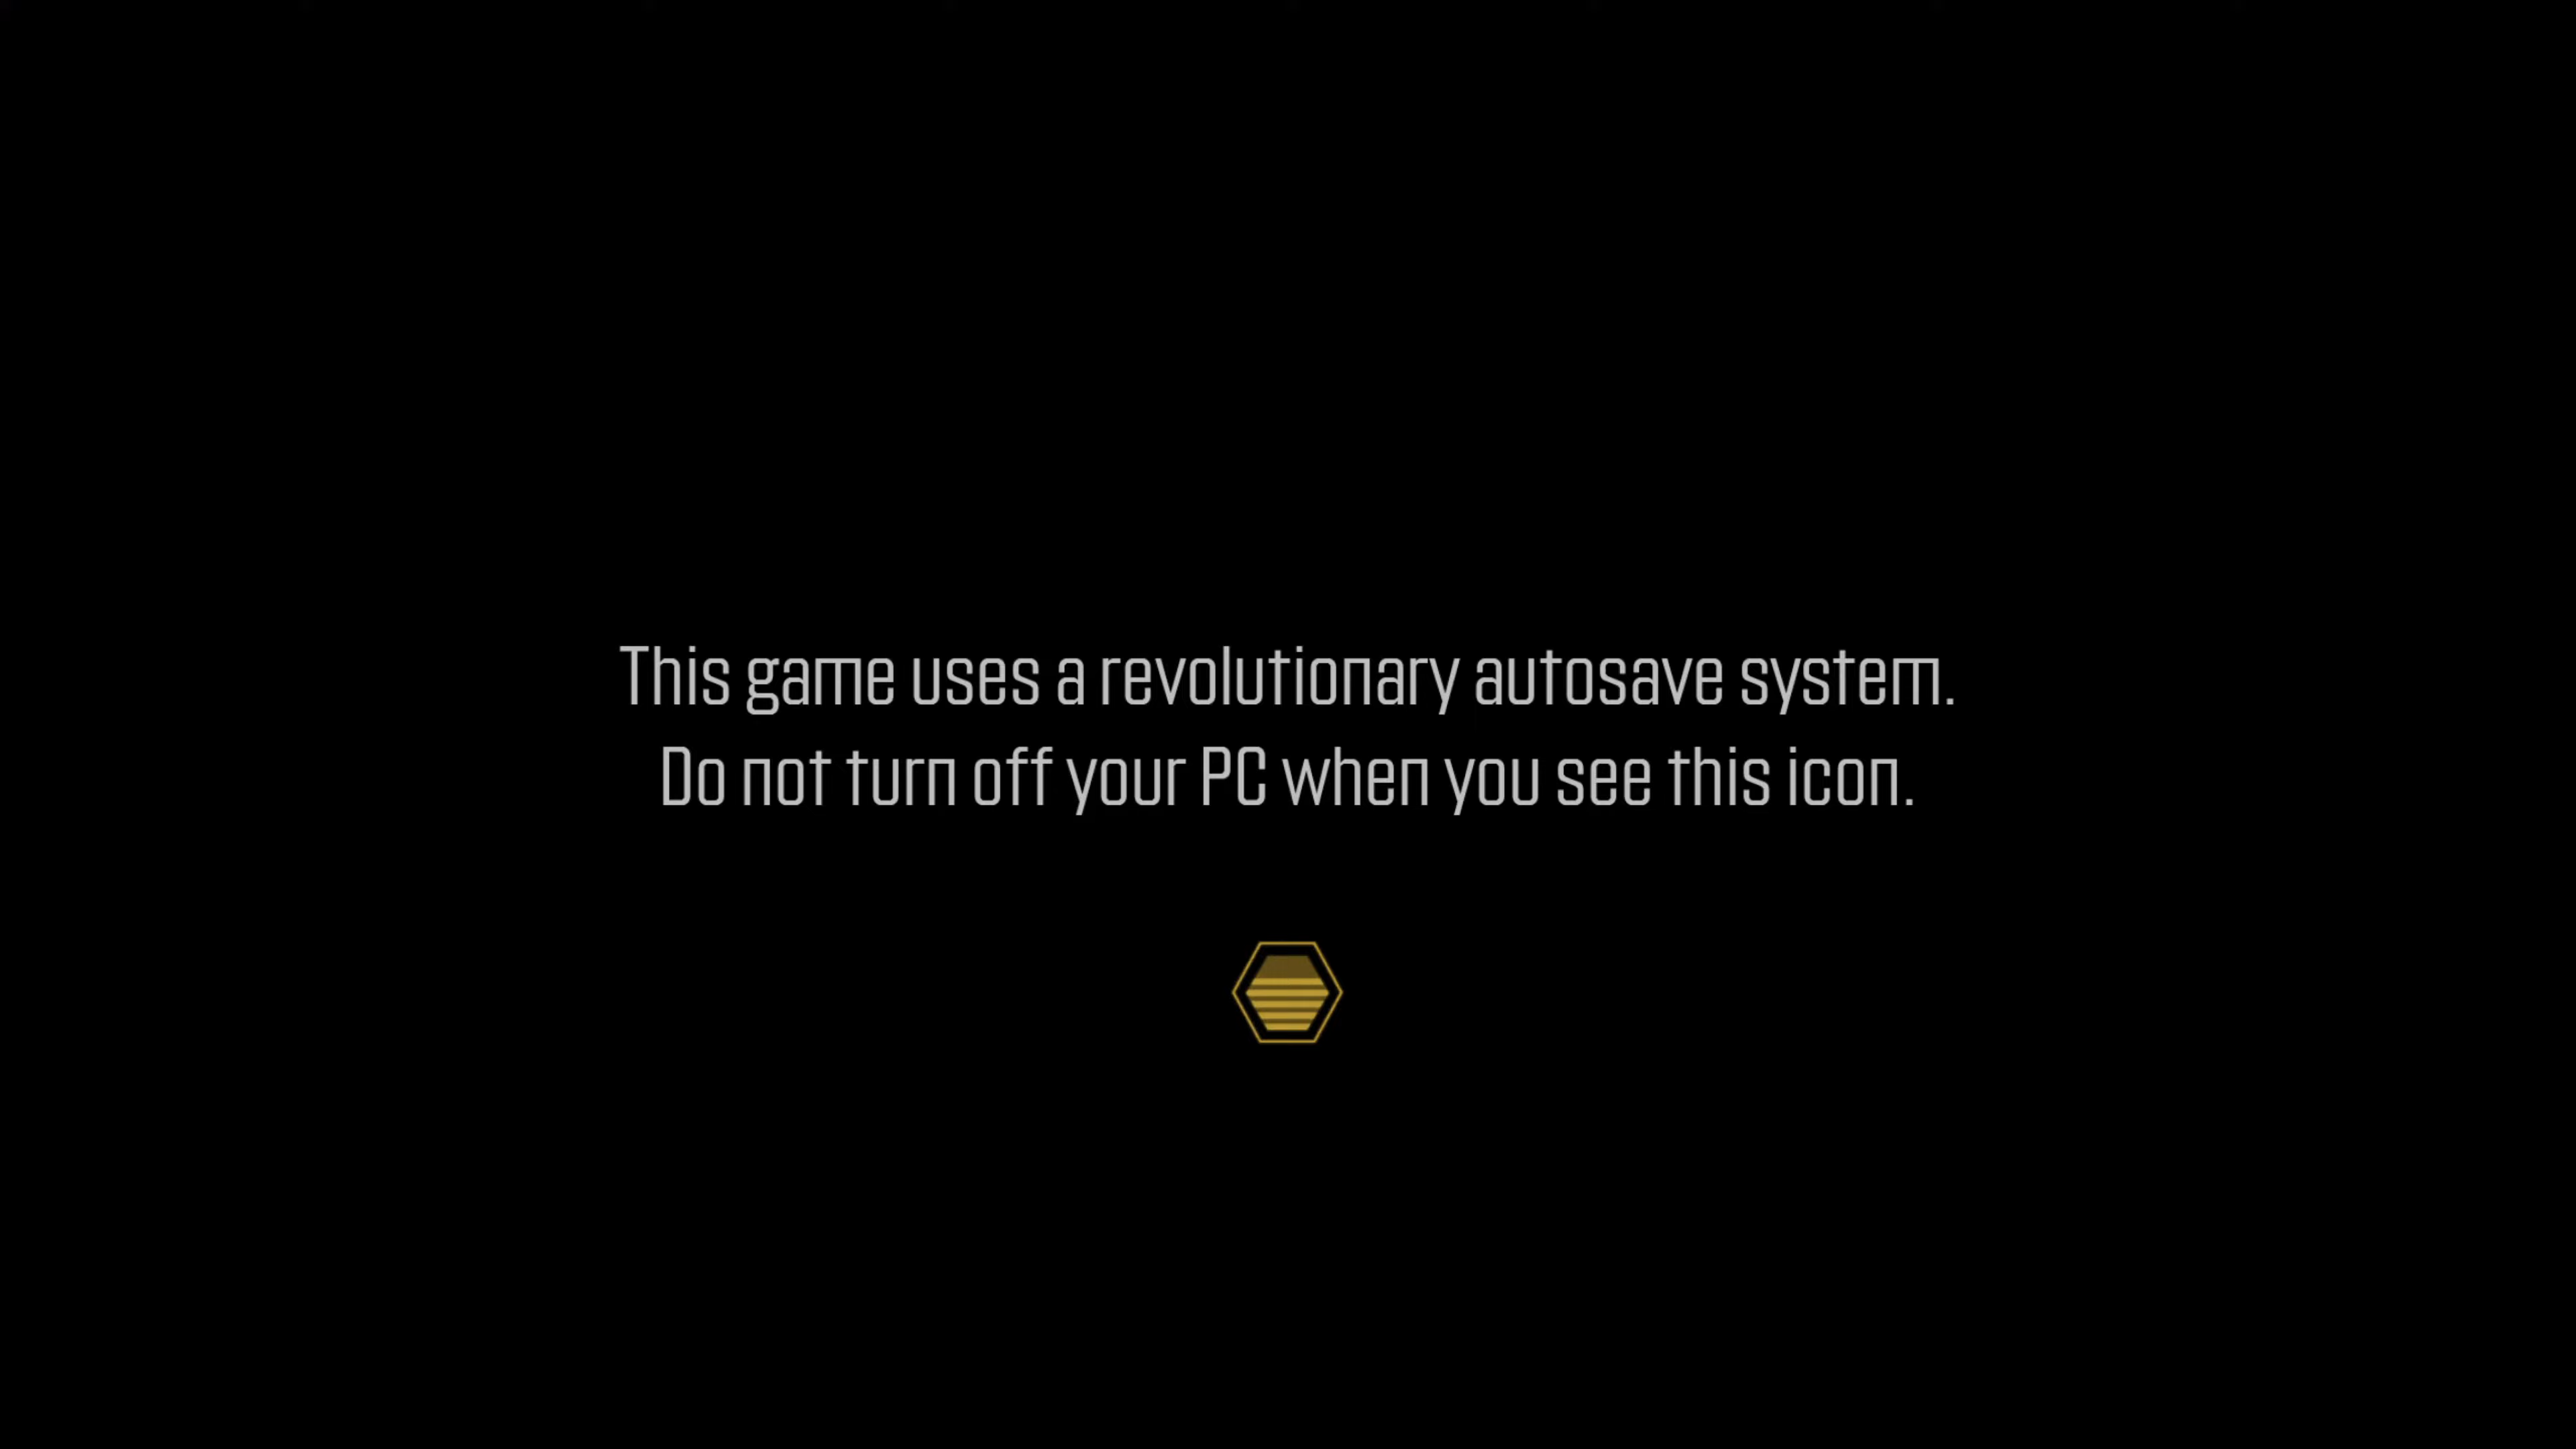 This game uses a revolutionary autosave system.
Do not turn off your PC when you see this icon.